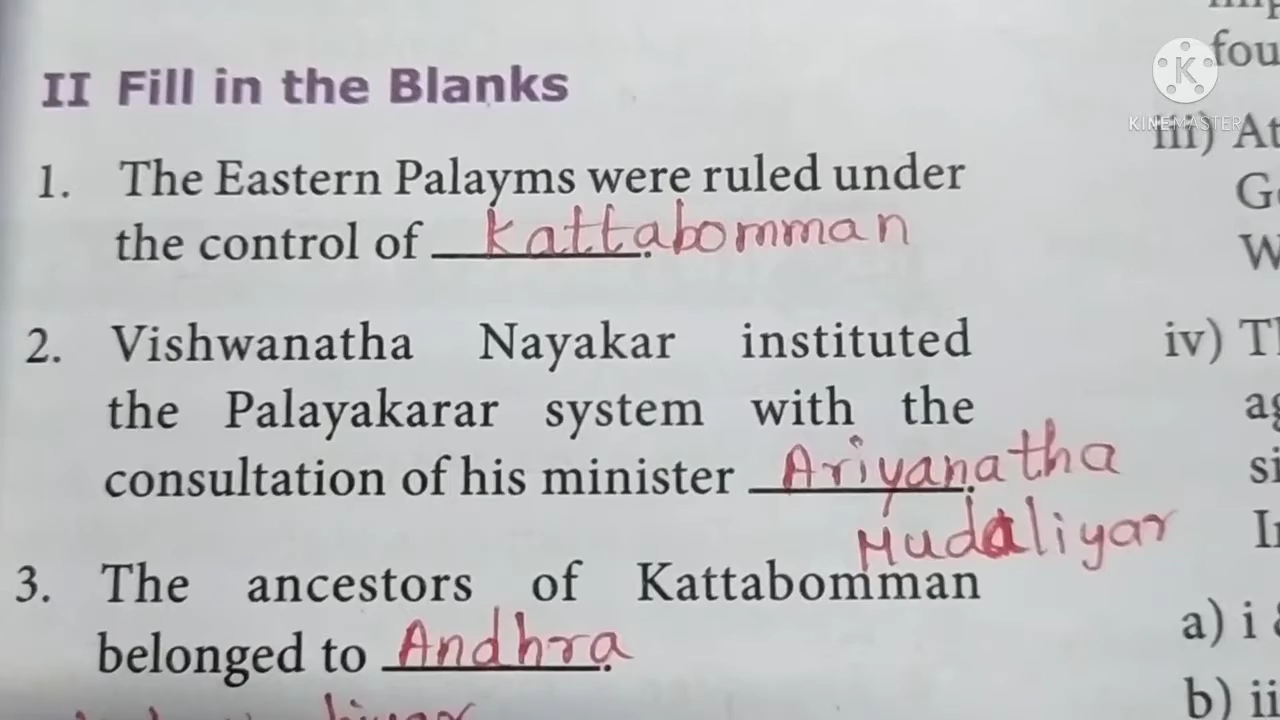 II Fill in the Blanks
fou
KINEMASTER
1. The Eastern Palayms were ruled under
the control of Kattabomman.
iii) At
2. Vishwanatha Nayakar instituted
the Palayakarar system with the
consultation of his minister Ariyanatha.
Mudaliyar
iv)
3. The ancestors of Kattabomman
belonged to Andhra.
a) i
b) ii